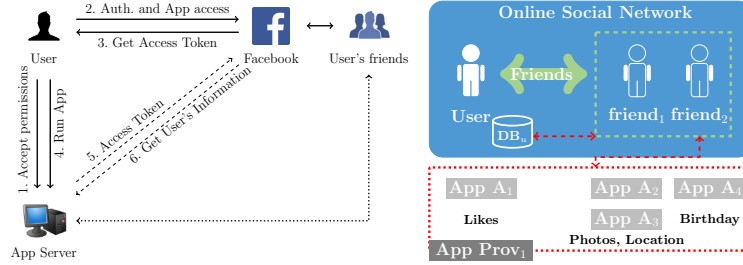 2. Auth. and App access
3. Get Access Token
User
Facebook
User's friends
1. Accept permissions
4. Run App
5. Access Token
6. Get User's Information
App Server
Online Social Network
Friends
User
friend₁ friend₂
DBᵤ
App A₁
App A₂
App A₄
Likes
App A₃
Birthday
Photos, Location
App Prov₁